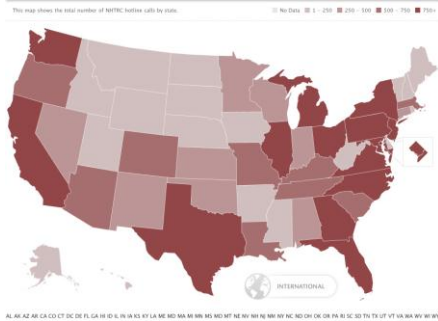 This map shows the total number of NHTRC hotline calls by state.
No Data 1 - 250 250 - 500 500 - 750 750+
INTERNATIONAL
AL AK AZ AR CA CO CT DC DE FL GA HI ID IL IN IA KS KY LA ME MD MA MI MN MS MO MT NE NV NH NJ NM NY NC ND OH OK OR PA RI SC SD TN TX UT VT VA WA WV WI WY